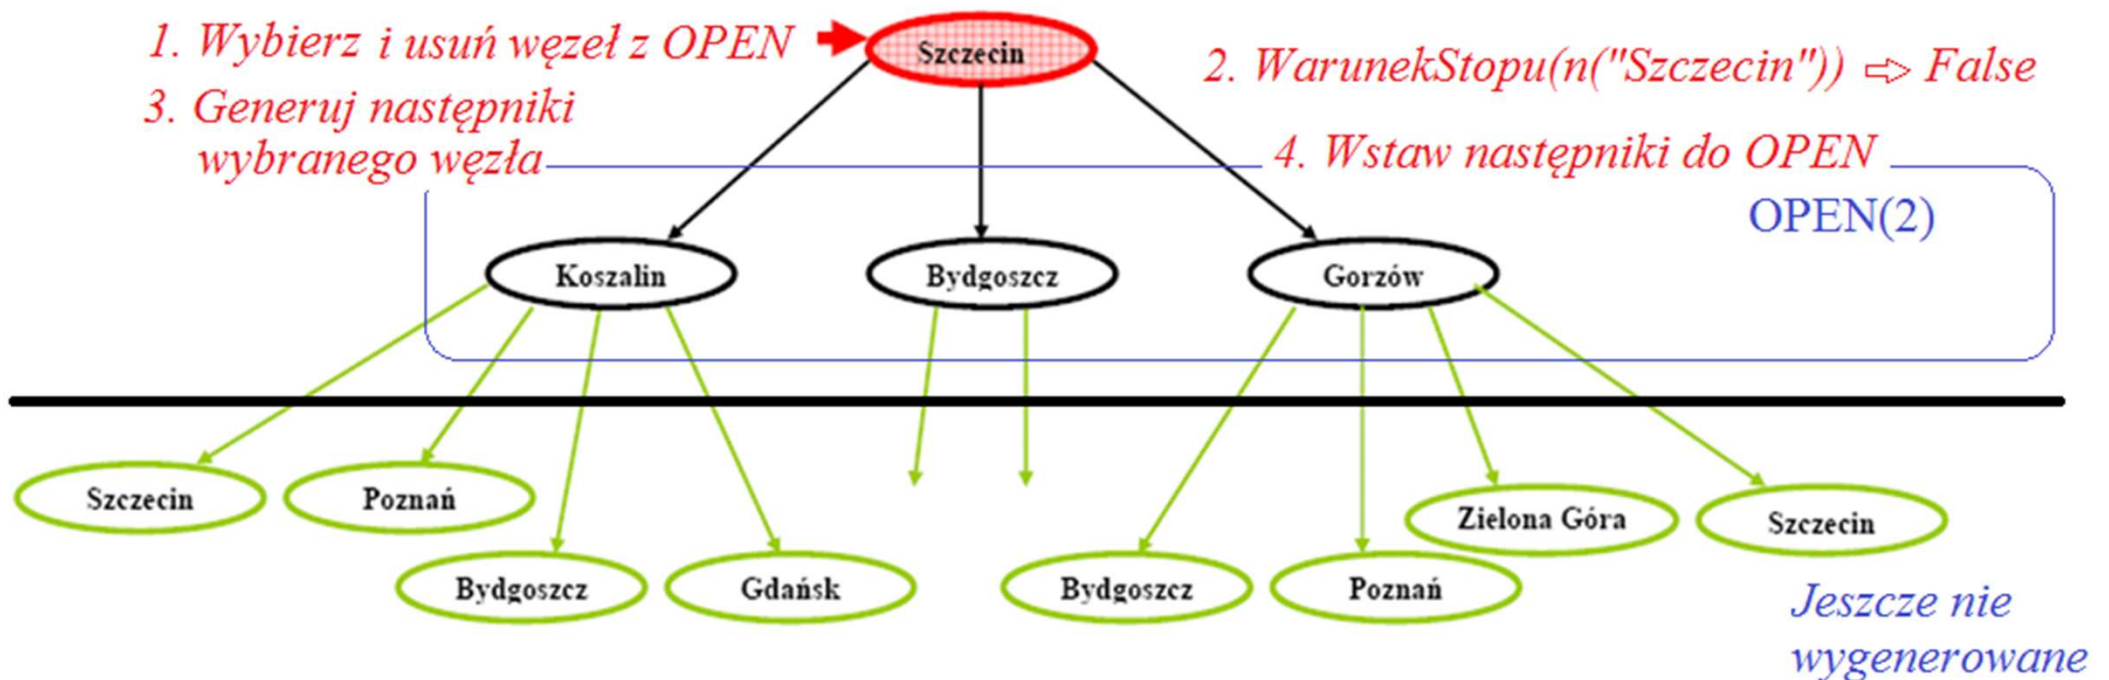 1. Wybierz i usuń węzeł z OPEN
Szczecin
2. WarunekStopu(n("Szczecin")) ⇨ False
3. Generuj następniki
wybranego węzła
4. Wstaw następniki do OPEN
OPEN(2)
Koszalin
Bydgoszcz
Gorzów
Szczecin
Poznań
Zielona Góra
Szczecin
Bydgoszcz
Gdańsk
Bydgoszcz
Poznań
Jeszcze nie
wygenerowane